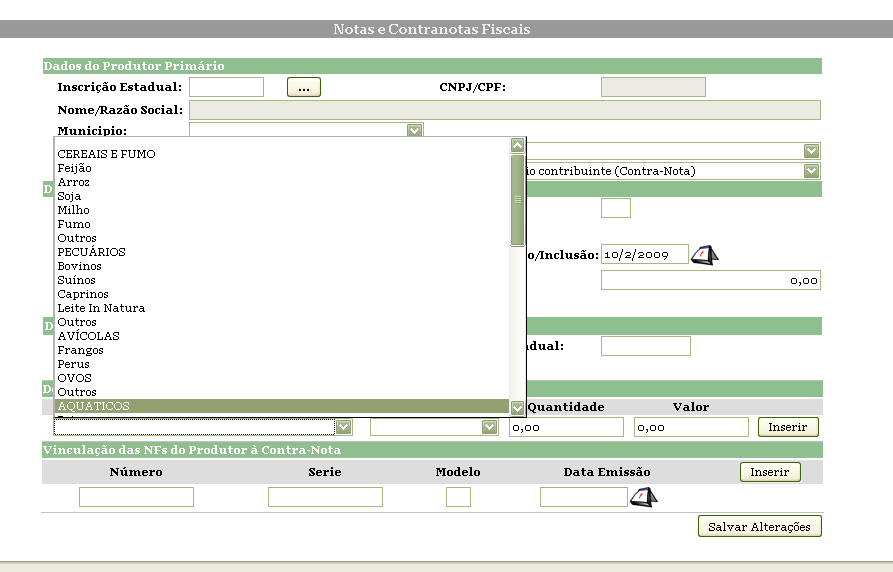 Notas e Contranotas Fiscais
Dados do Produtor Primário
Inscrição Estadual: ... CNPJ/CPF:
Nome/Razão Social:
Municipio:
CEREAIS E FUMO
Feijão
Arroz
Soja
Milho
Fumo
Outros
PECUÁRIOS
Bovinos
Suínos
Caprinos
Leite In Natura
Outros
AVÍCOLAS
Frangos
Perus
OVOS
Outros
AQUATICOS
io contribuinte (Contra-Nota)
D
o/Inclusão: 10/2/2009
0,00
D
dual:
D
Quantidade Valor
0,00 0,00 Inserir
Vinculação das NFs do Produtor à Contra-Nota
Número Serie Modelo Data Emissão Inserir
Salvar Alterações